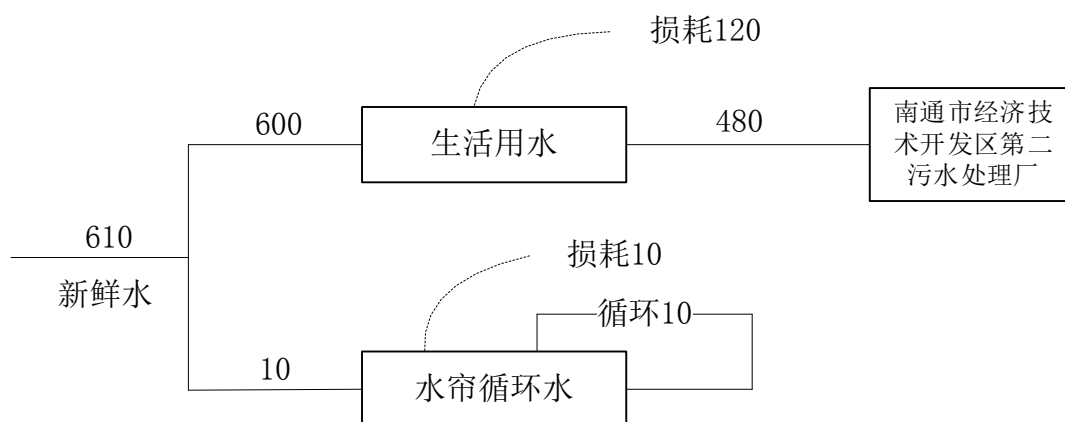 损耗120
600
生活用水
480
南通市经济技
术开发区第二
污水处理厂
610
新鲜水
损耗10
循环10
10
水帘循环水